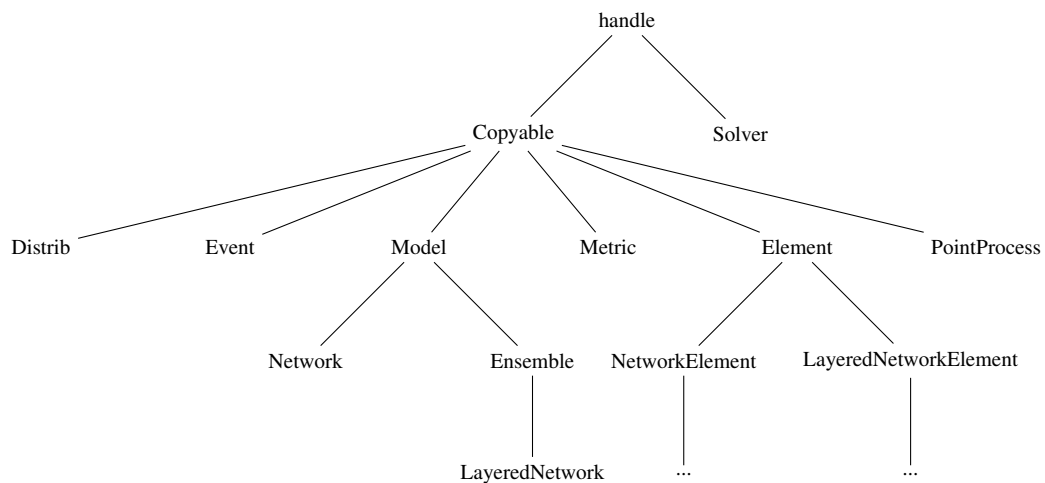 handle
Copyable Solver
Distrib Event Model Metric Element PointProcess
Network Ensemble NetworkElement LayeredNetworkElement
LayeredNetwork ... ...